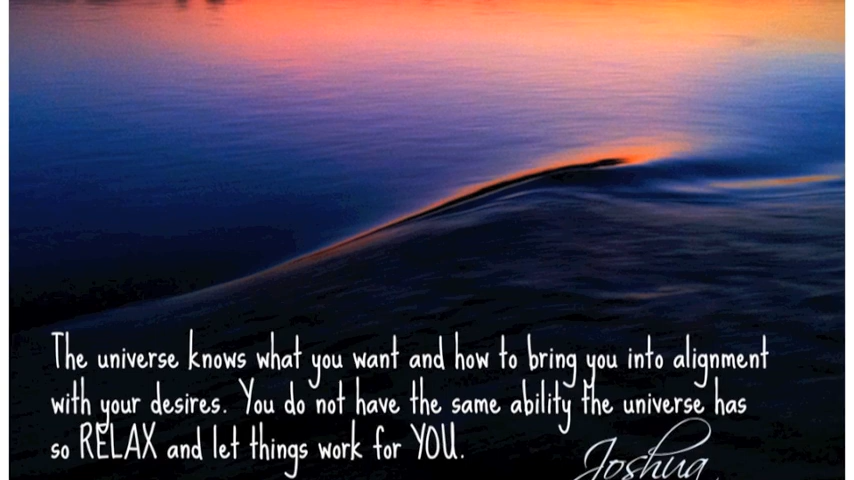 The universe knows what you want and how to bring you into alignment
with your desires. You do not have the same ability the universe has
so RELAX and let things work for YOU.
Joshua